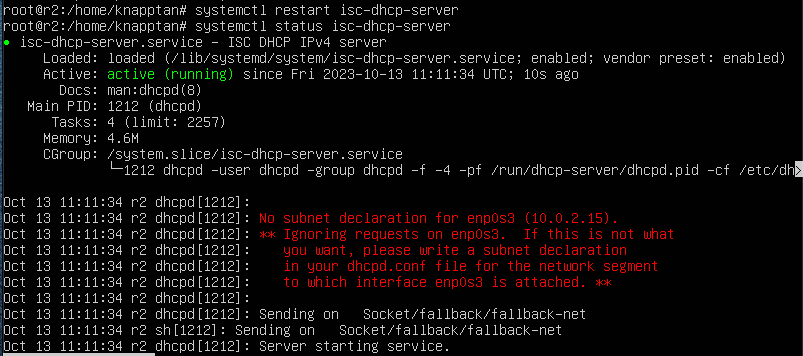 root@r2:/home/knapptan# systemctl restart isc-dhcp-server
root@r2:/home/knapptan# systemctl status isc-dhcp-server
● isc-dhcp-server.service - ISC DHCP IPv4 server
Loaded: loaded (/lib/systemd/system/isc-dhcp-server.service; enabled; vendor preset: enabled)
Active: active (running) since Fri 2023-10-13 11:11:34 UTC; 10s ago
Docs: man:dhcpd(8)
Main PID: 1212 (dhcpd)
Tasks: 4 (limit: 2257)
Memory: 4.6M
CGroup: /system.slice/isc-dhcp-server.service
└─1212 dhcpd -user dhcpd -group dhcpd -f -4 -pf /run/dhcp-server/dhcpd.pid -cf /etc/dh>
Oct 13 11:11:34 r2 dhcpd[1212]:
Oct 13 11:11:34 r2 dhcpd[1212]: No subnet declaration for enp0s3 (10.0.2.15).
Oct 13 11:11:34 r2 dhcpd[1212]: ** Ignoring requests on enp0s3.  If this is not what
Oct 13 11:11:34 r2 dhcpd[1212]:    you want, please write a subnet declaration
Oct 13 11:11:34 r2 dhcpd[1212]:    in your dhcpd.conf file for the network segment
Oct 13 11:11:34 r2 dhcpd[1212]:    to which interface enp0s3 is attached. **
Oct 13 11:11:34 r2 dhcpd[1212]:
Oct 13 11:11:34 r2 dhcpd[1212]: Sending on   Socket/fallback/fallback-net
Oct 13 11:11:34 r2 sh[1212]: Sending on   Socket/fallback/fallback-net
Oct 13 11:11:34 r2 dhcpd[1212]: Server starting service.